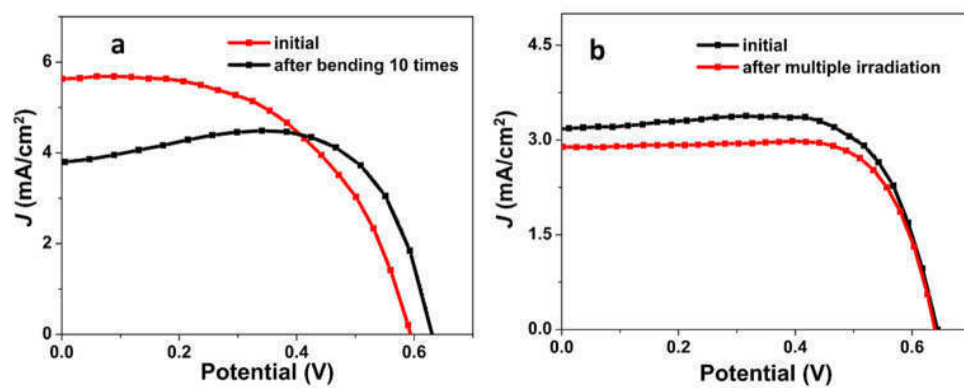 a
initial
after bending 10 times
6
4
2
0
J (mA/cm²)
0.0 0.2 0.4 0.6
Potential (V)
b
initial
after multiple irradiation
4.5
3.0
1.5
0.0
J (mA/cm²)
0.0 0.2 0.4 0.6
Potential (V)